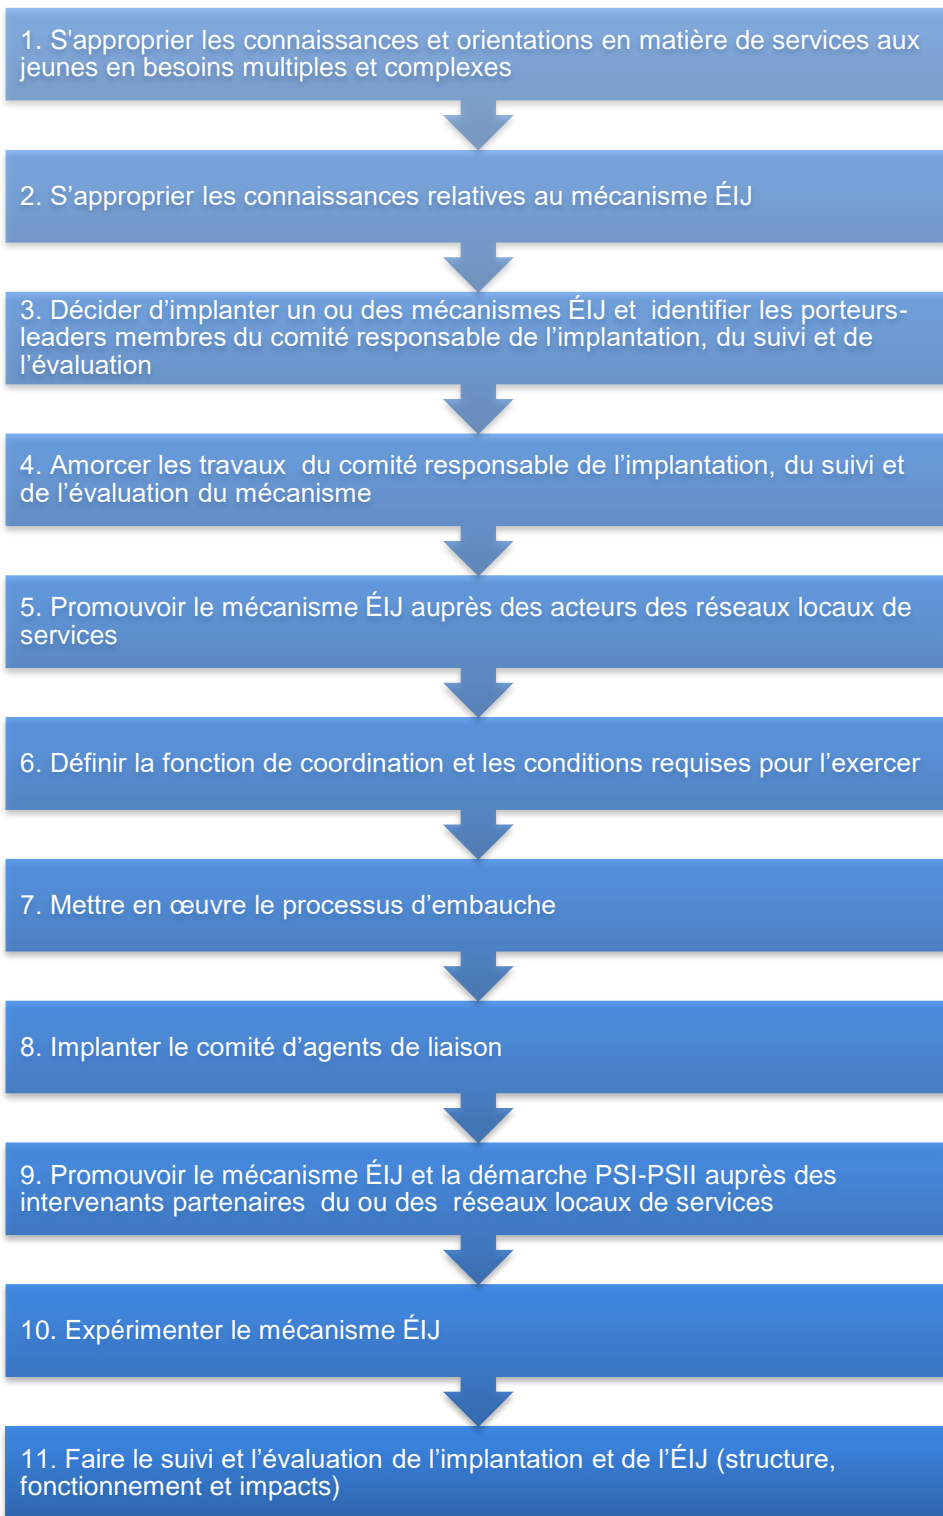 1. S'approprier les connaissances et orientations en matière de services aux
jeunes en besoins multiples et complexes
2. S’approprier les connaissances relatives au mécanisme ÉIJ
3. Décider d’implanter un ou des mécanismes ÉIJ et  identifier les porteurs-
leaders membres du comité responsable de l’implantation, du suivi et de
l’évaluation
4. Amorcer les travaux  du comité responsable de l’implantation, du suivi et
de l’évaluation du mécanisme
5. Promouvoir le mécanisme ÉIJ auprès des acteurs des réseaux locaux de
services
6. Définir la fonction de coordination et les conditions requises pour l’exercer
7. Mettre en œuvre le processus d’embauche
8. Implanter le comité d’agents de liaison
9. Promouvoir le mécanisme ÉIJ et la démarche PSI-PSII auprès des
intervenants partenaires  du ou des  réseaux locaux de services
10. Expérimenter le mécanisme ÉIJ
11. Faire le suivi et l’évaluation de l’implantation et de l’ÉIJ (structure,
fonctionnement et impacts)